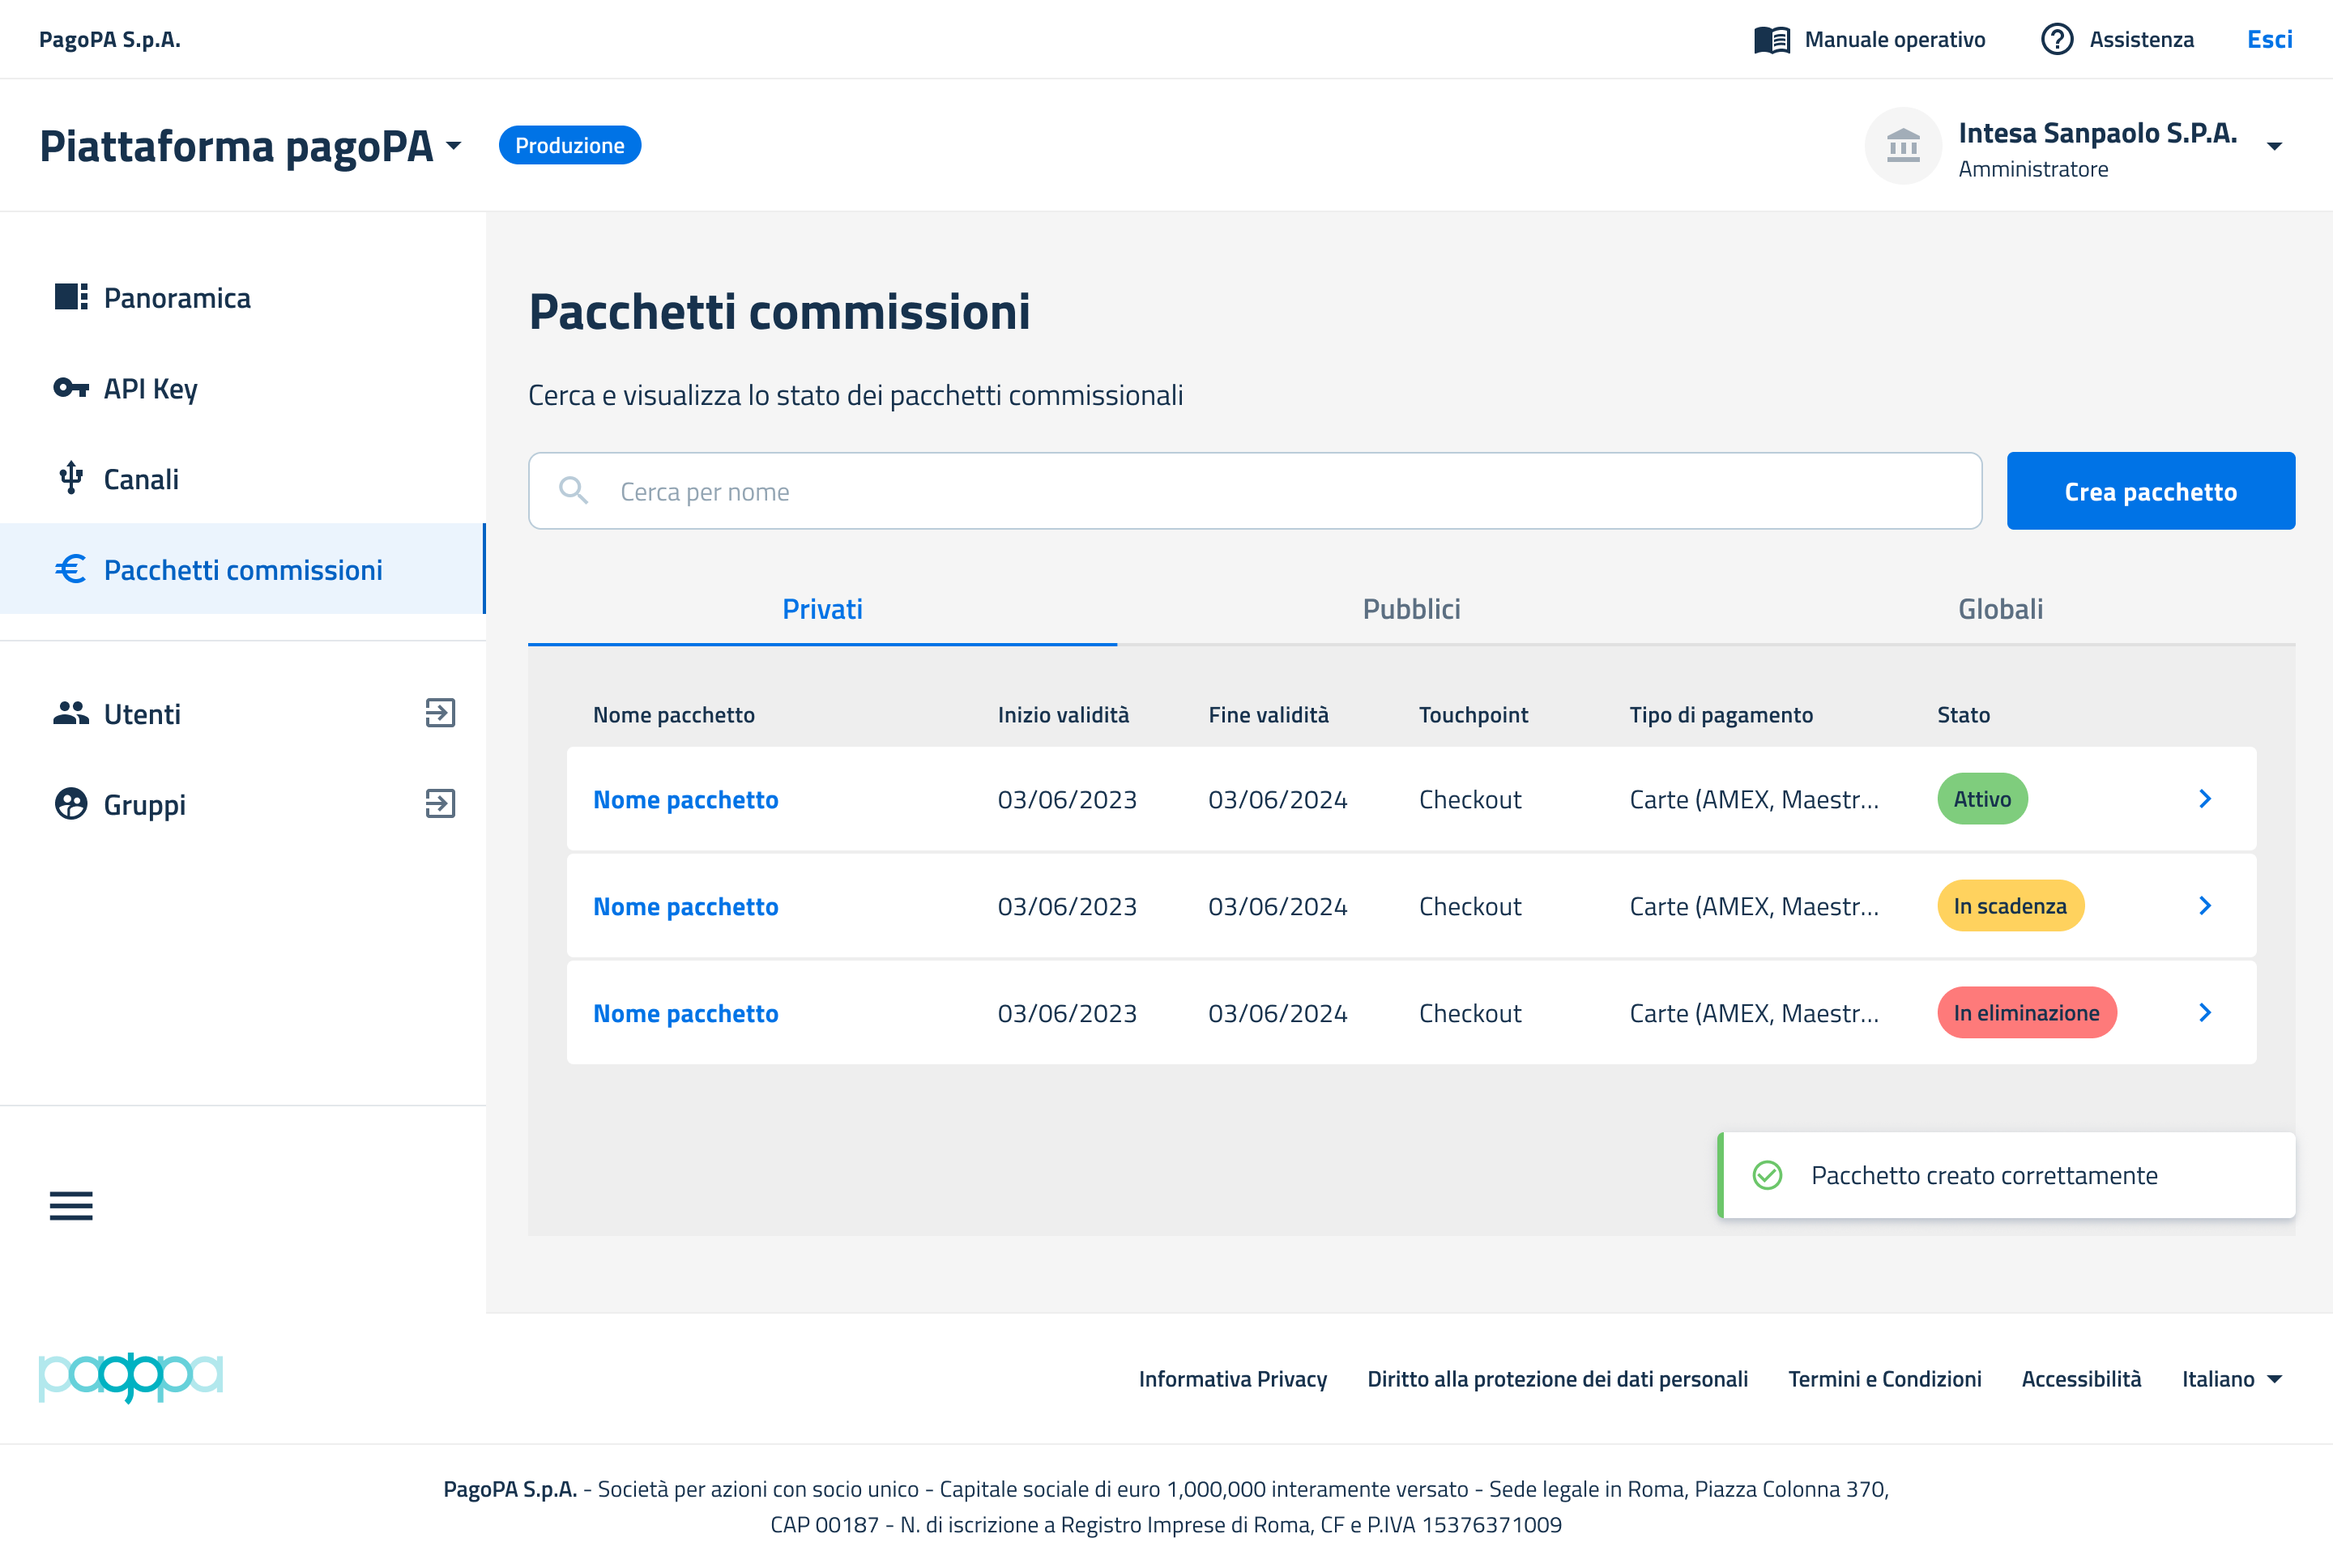 PagoPA S.p.A.
Manuale operativo
Assistenza
Esci
Piattaforma pagoPA
Produzione
Intesa Sanpaolo S.P.A.
Amministratore
Panoramica
API Key
Canali
Pacchetti commissioni
Utenti
Gruppi
Pacchetti commissioni
Cerca e visualizza lo stato dei pacchetti commissionali
Cerca per nome
Crea pacchetto
Privati
Pubblici
Globali
Nome pacchetto Inizio validità Fine validità Touchpoint Tipo di pagamento Stato
Nome pacchetto 03/06/2023 03/06/2024 Checkout Carte (AMEX, Maestr... Attivo
Nome pacchetto 03/06/2023 03/06/2024 Checkout Carte (AMEX, Maestr... In scadenza
Nome pacchetto 03/06/2023 03/06/2024 Checkout Carte (AMEX, Maestr... In eliminazione
Pacchetto creato correttamente
pagopa
Informativa Privacy
Diritto alla protezione dei dati personali
Termini e Condizioni
Accessibilità
Italiano
PagoPA S.p.A. - Società per azioni con socio unico - Capitale sociale di euro 1,000,000 interamente versato - Sede legale in Roma, Piazza Colonna 370,
CAP 00187 - N. di iscrizione a Registro Imprese di Roma, CF e P.IVA 15376371009